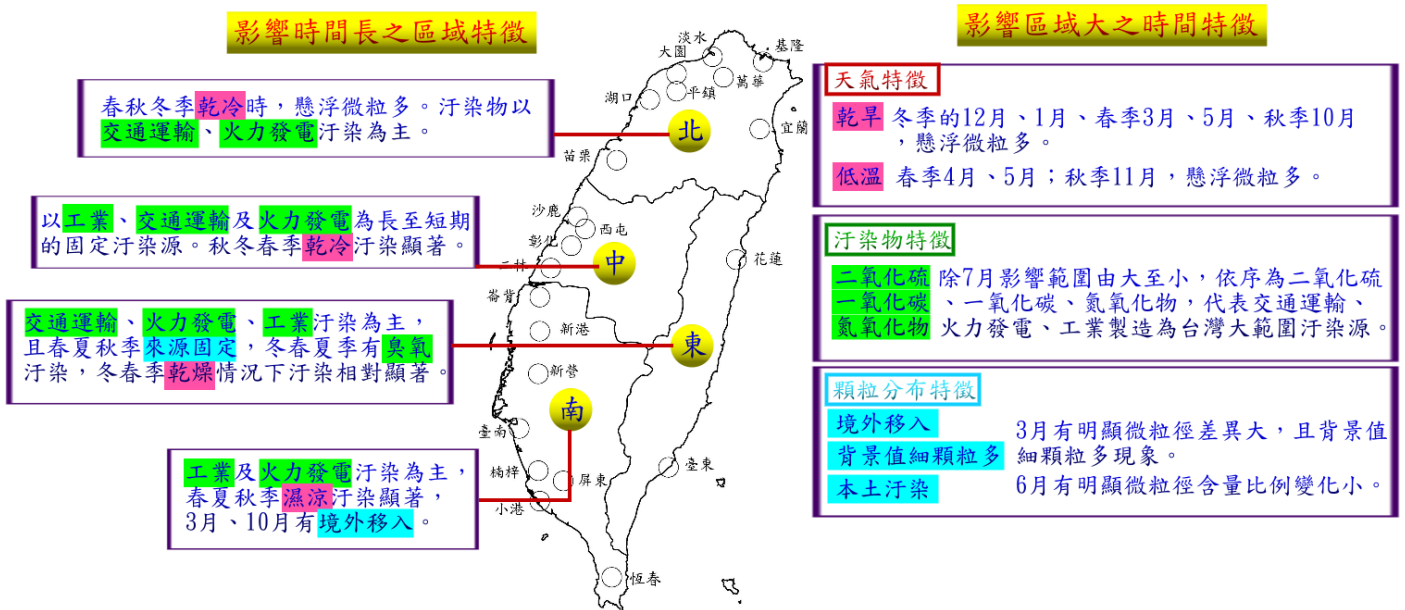 影響時間長之區域特徵
春秋冬季乾冷時，懸浮微粒多。汙染物以
交通運輸、火力發電汙染為主。
以工業、交通運輸及火力發電為長至短期
的固定汙染源。秋冬春季乾冷汙染顯著。
交通運輸、火力發電、工業汙染為主，
且春夏秋季來源固定，冬春夏季有臭氧
汙染，冬春季乾燥情況下汙染相對顯著。
工業及火力發電汙染為主，
春夏秋季濕涼汙染顯著，
3月、10月有境外移入。
淡水
基隆
大園
萬華
平鎮
湖口
北
宜蘭
苗栗
沙鹿
西屯
彰化
中
花蓮
二林
崙背
新港
東
新營
南
臺南
楠梓
屏東
臺東
小港
恆春
影響區域大之時間特徵
天氣特徵
乾旱 冬季的12月、1月、春季3月、5月、秋季10月
，懸浮微粒多。
低溫 春季4月、5月；秋季11月，懸浮微粒多。
汙染物特徵
二氧化硫 除7月影響範圍由大至小，依序為二氧化硫
一氧化碳 、一氧化碳、氮氧化物，代表交通運輸、
氮氧化物 火力發電、工業製造為台灣大範圍汙染源。
顆粒分布特徵
境外移入
背景值細顆粒多
本土汙染
3月有明顯微粒徑差異大，且背景值
細顆粒多現象。
6月有明顯微粒徑含量比例變化小。